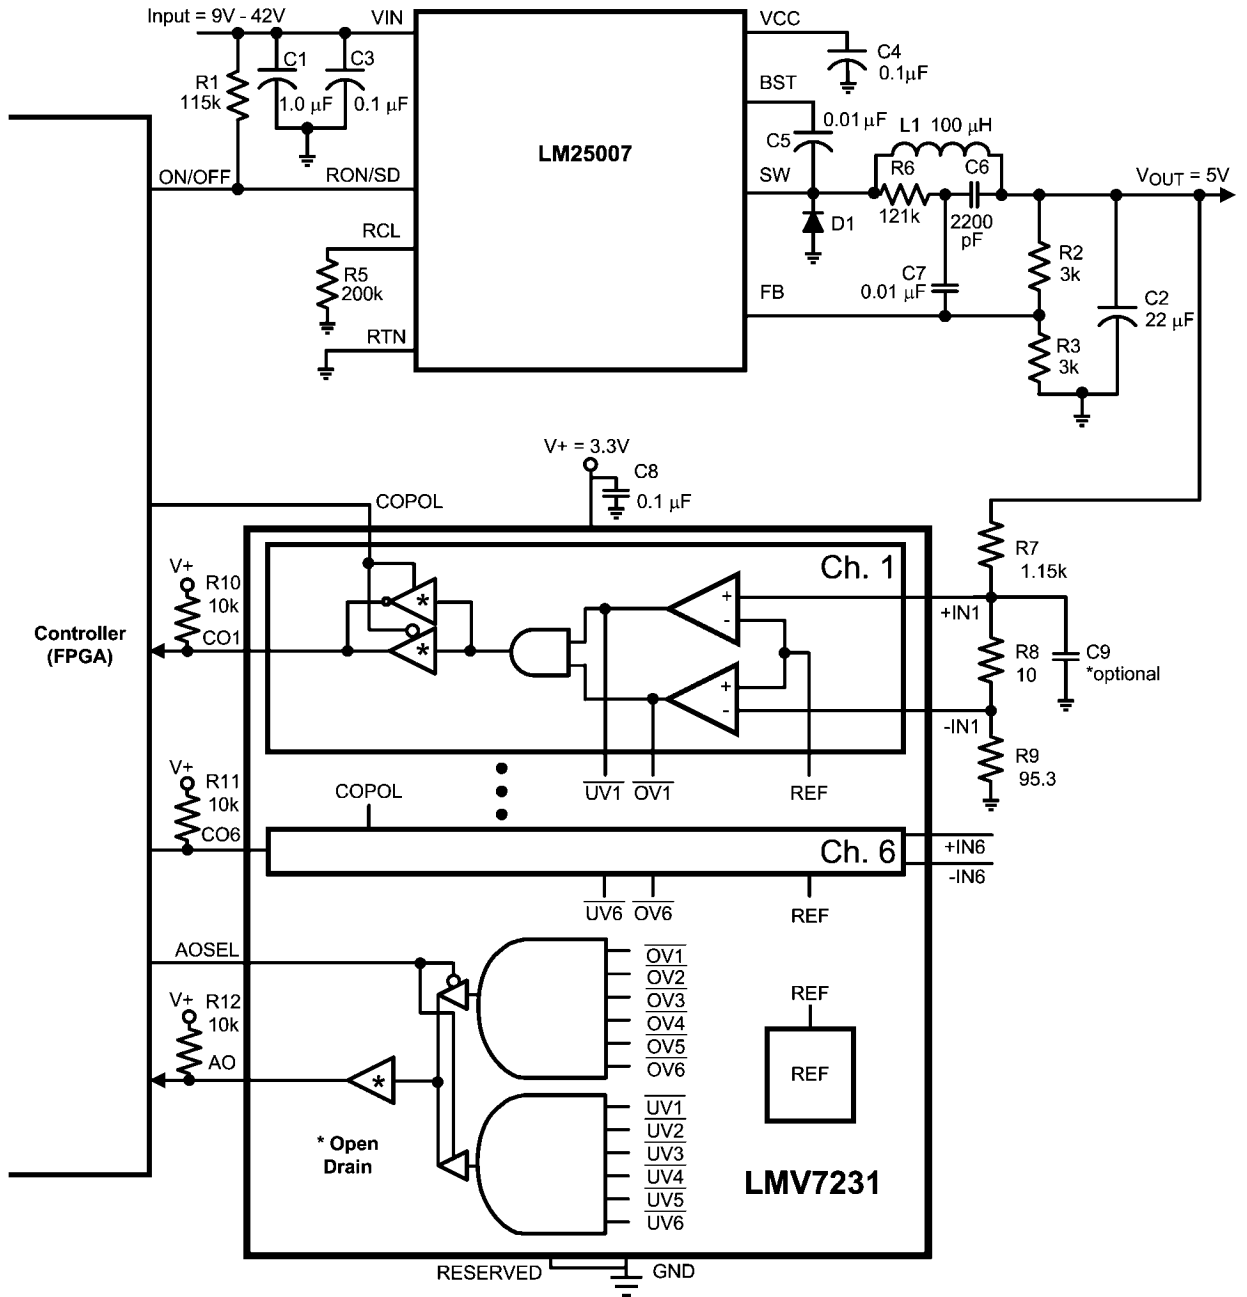 Input = 9V - 42V
VIN
VCC
C1
C3
C4
0.1µF
R1
115k
1.0 µF
0.1 µF
BST
0.01 µF
C5
L1 100 µH
LM25007
ON/OFF
RON/SD
SW
R6
C6
VOUT = 5V
121k
2200
pF
D1
RCL
R5
200k
C7
0.01 µF
FB
R2
3k
C2
22 µF
RTN
R3
3k
V+ = 3.3V
C8
0.1 µF
COPOL
Ch. 1
R7
1.15k
V+
R10
10k
CO1
*
*
+
-
+
-
+IN1
R8
10
C9
*optional
-IN1
R9
95.3
Controller
(FPGA)
UV1
OV1
REF
V+
R11
10k
CO6
COPOL
Ch. 6
+IN6
-IN6
UV6
OV6
REF
AOSEL
V+
R12
10k
AO
*
OV1
OV2
OV3
OV4
OV5
OV6
REF
REF
* Open
Drain
UV1
UV2
UV3
UV4
UV5
UV6
LMV7231
RESERVED
GND